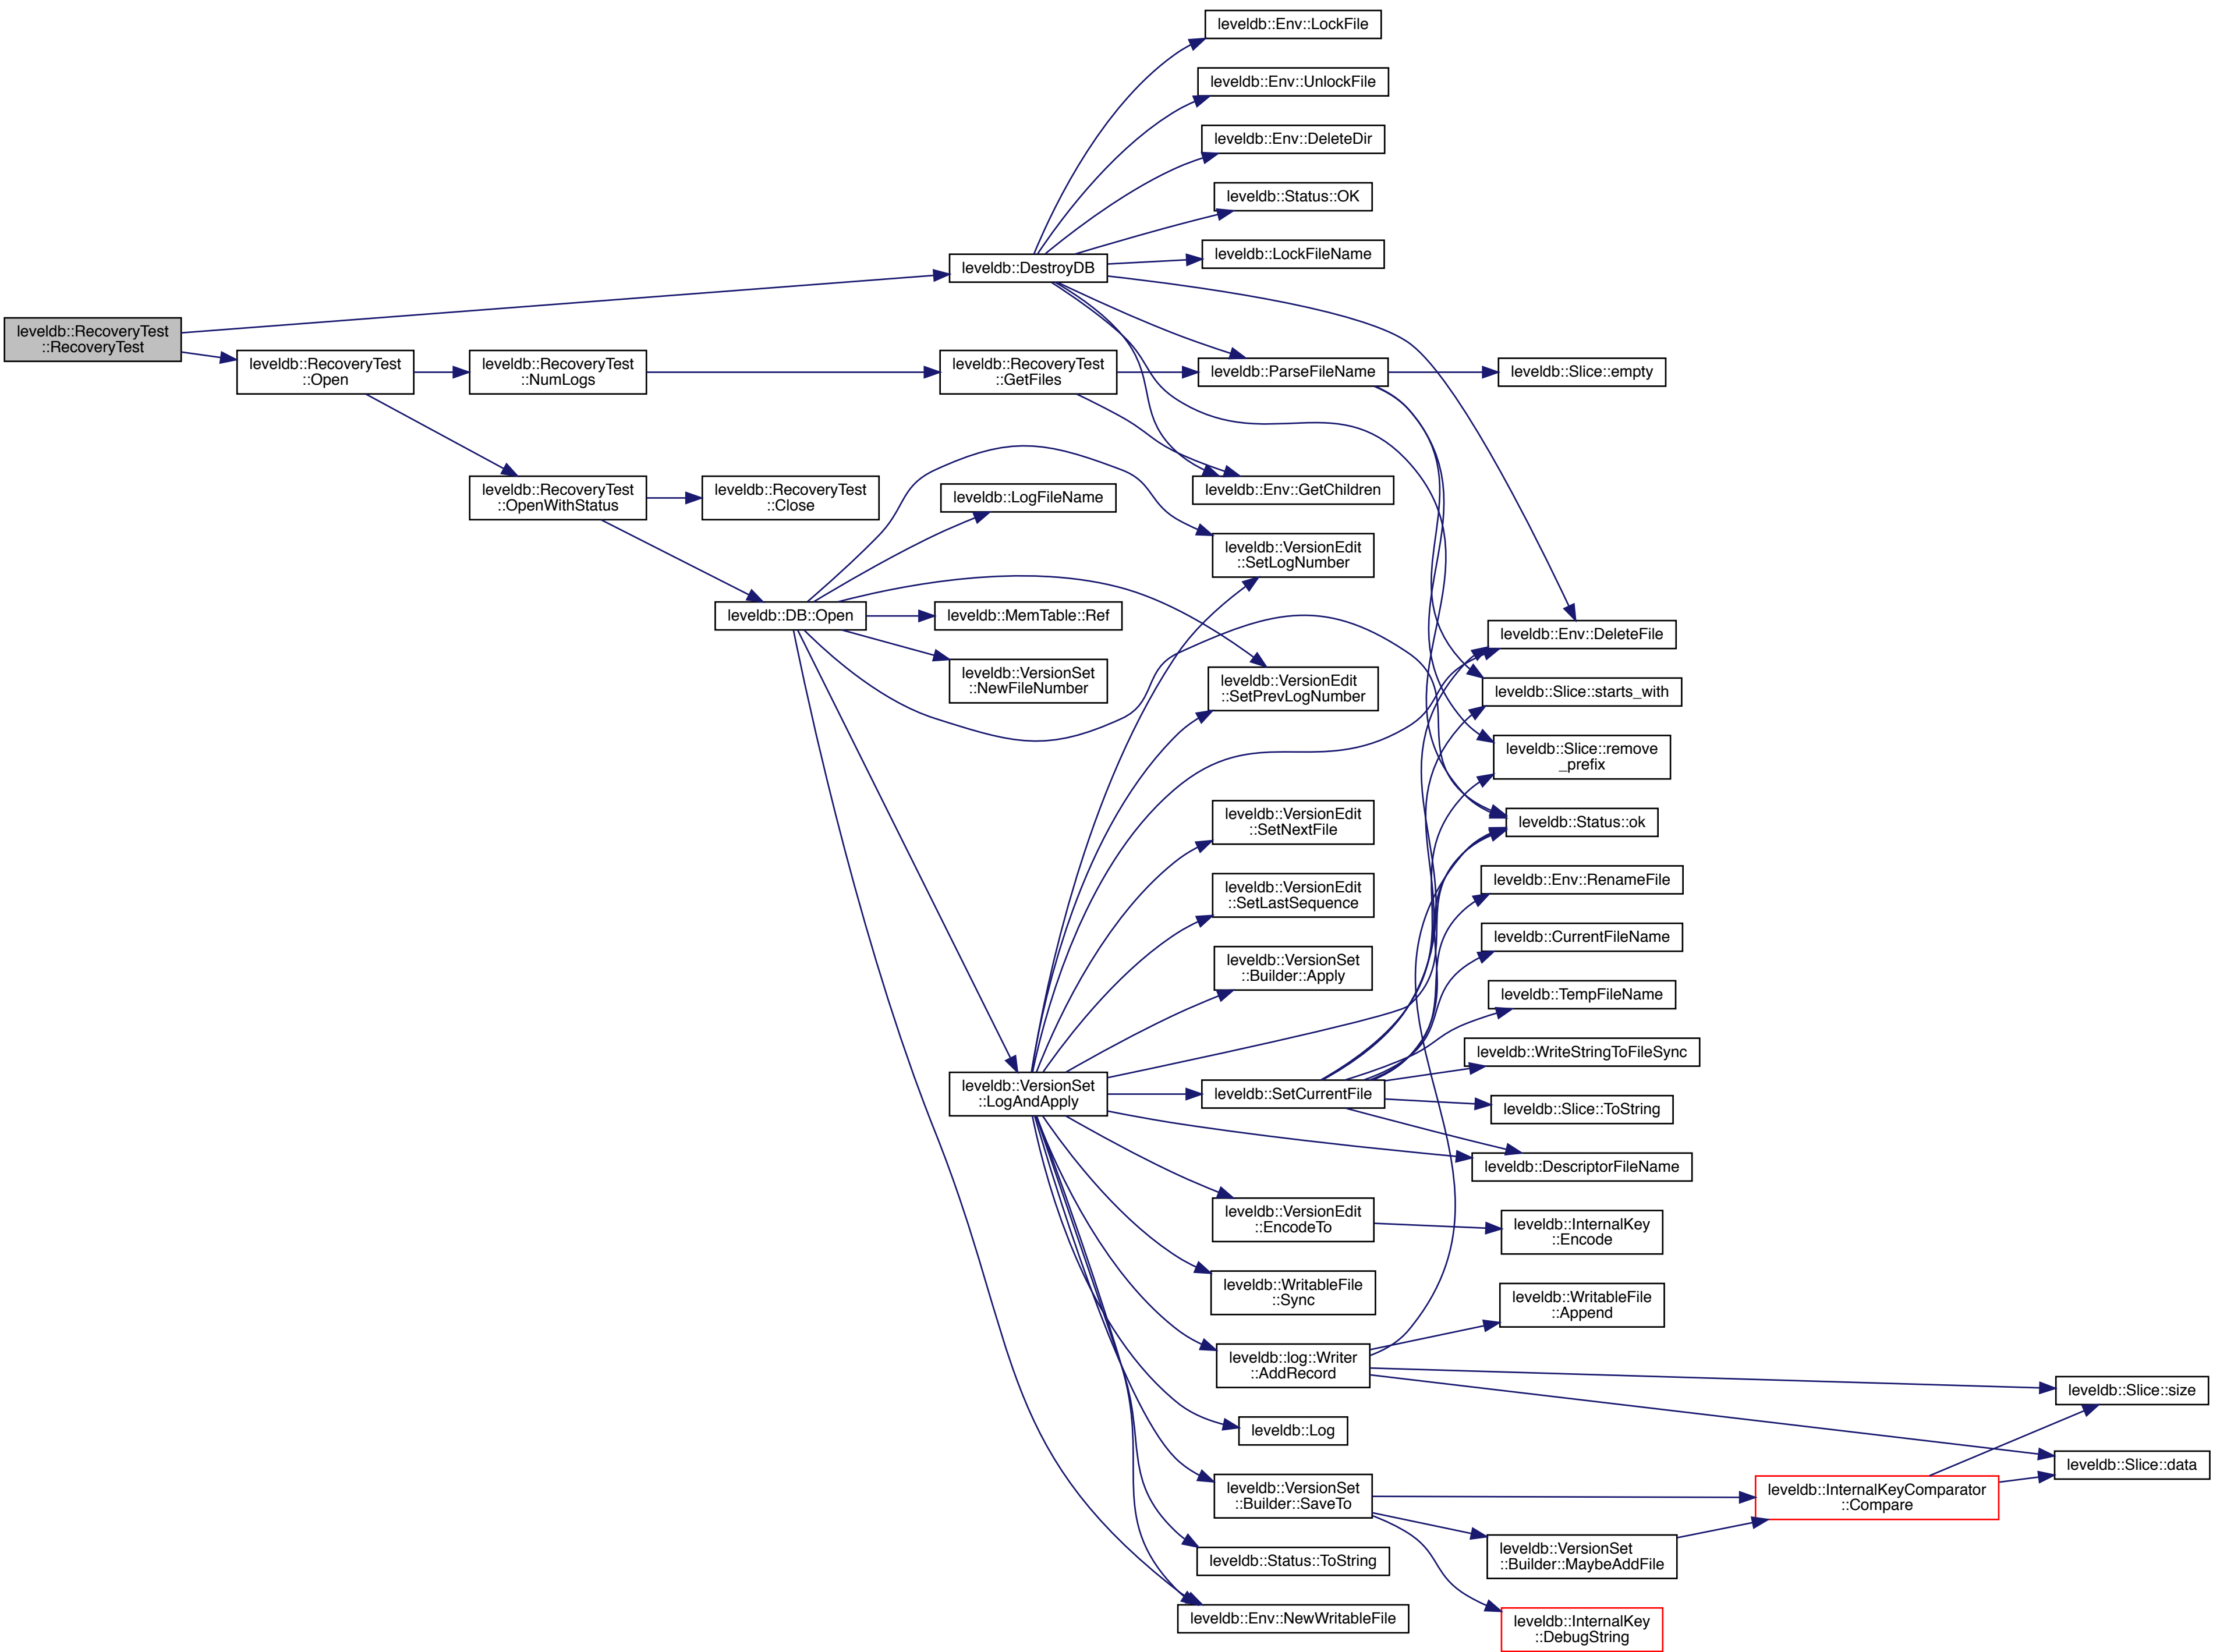 leveldb::RecoveryTest
::RecoveryTest
leveldb::RecoveryTest
::Open
leveldb::RecoveryTest
::NumLogs
leveldb::RecoveryTest
::OpenWithStatus
leveldb::RecoveryTest
::Close
leveldb::DB::Open
leveldb::DestroyDB
leveldb::RecoveryTest
::GetFiles
leveldb::LogFileName
leveldb::MemTable::Ref
leveldb::VersionSet
::NewFileNumber
leveldb::VersionSet
::LogAndApply
leveldb::Env::LockFile
leveldb::Env::UnlockFile
leveldb::Env::DeleteDir
leveldb::Status::OK
leveldb::LockFileName
leveldb::ParseFileName
leveldb::Env::GetChildren
leveldb::VersionEdit
::SetLogNumber
leveldb::VersionEdit
::SetPrevLogNumber
leveldb::VersionEdit
::SetNextFile
leveldb::VersionEdit
::SetLastSequence
leveldb::VersionSet
::Builder::Apply
leveldb::SetCurrentFile
leveldb::VersionEdit
::EncodeTo
leveldb::WritableFile
::Sync
leveldb::log::Writer
::AddRecord
leveldb::Log
leveldb::VersionSet
::Builder::SaveTo
leveldb::Status::ToString
leveldb::Env::NewWritableFile
leveldb::Slice::empty
leveldb::Env::DeleteFile
leveldb::Slice::starts_with
leveldb::Slice::remove
_prefix
leveldb::Status::ok
leveldb::Env::RenameFile
leveldb::CurrentFileName
leveldb::TempFileName
leveldb::WriteStringToFileSync
leveldb::Slice::ToString
leveldb::DescriptorFileName
leveldb::InternalKey
::Encode
leveldb::WritableFile
::Append
leveldb::VersionSet
::Builder::MaybeAddFile
leveldb::InternalKey
::DebugString
leveldb::InternalKeyComparator
::Compare
leveldb::Slice::size
leveldb::Slice::data